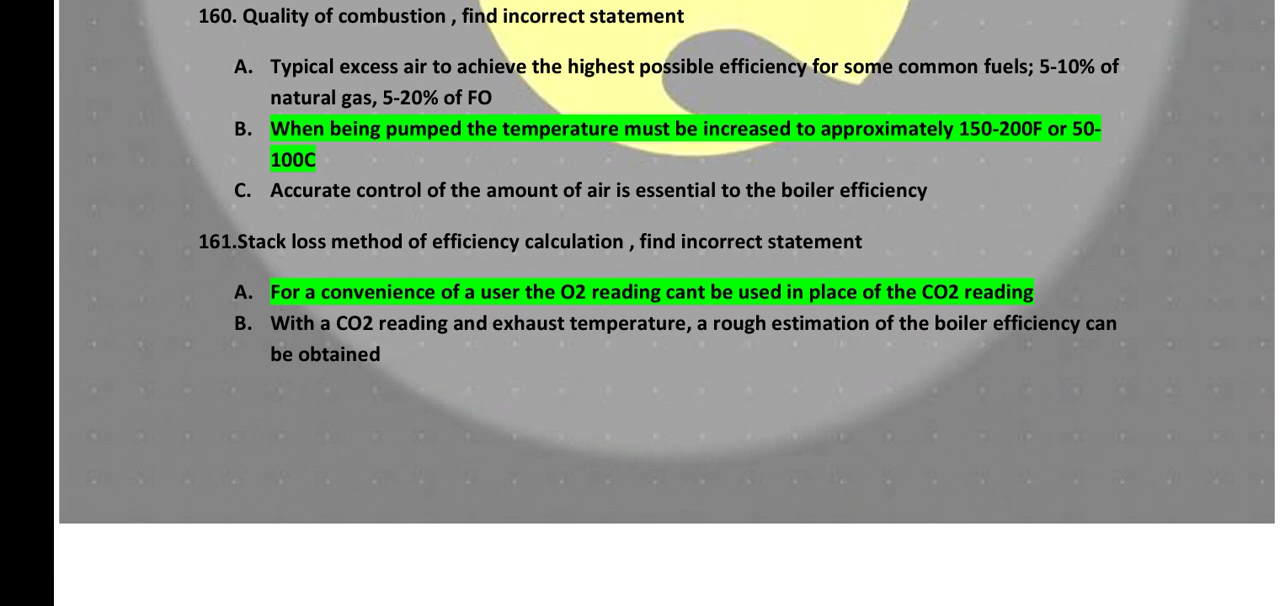 160. Quality of combustion , find incorrect statement
A. Typical excess air to achieve the highest possible efficiency for some common fuels; 5-10% of
natural gas, 5-20% of FO
B. When being pumped the temperature must be increased to approximately 150-200F or 50-
100C
C. Accurate control of the amount of air is essential to the boiler efficiency
161.Stack loss method of efficiency calculation , find incorrect statement
A. For a convenience of a user the O2 reading cant be used in place of the CO2 reading
B. With a CO2 reading and exhaust temperature, a rough estimation of the boiler efficiency can
be obtained